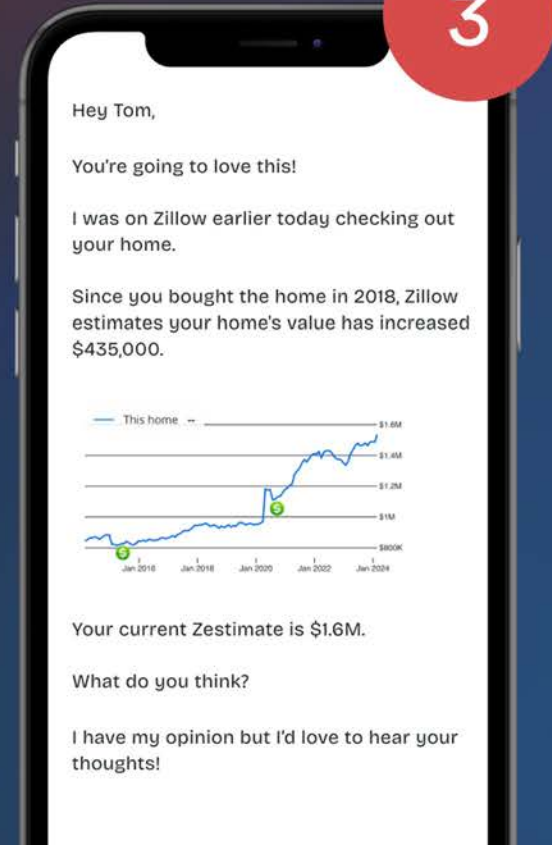 3
Hey Tom,
You're going to love this!
I was on Zillow earlier today checking out
your home.
Since you bought the home in 2018, Zillow
estimates your home's value has increased
$435,000.
This home --
$1.6M
$1.4M
$1.2M
$1M
$800K
$
$
Jan 2016 Jan 2018 Jan 2020 Jan 2022 Jan 2024
Your current Zestimate is $1.6M.
What do you think?
I have my opinion but I'd love to hear your
thoughts!